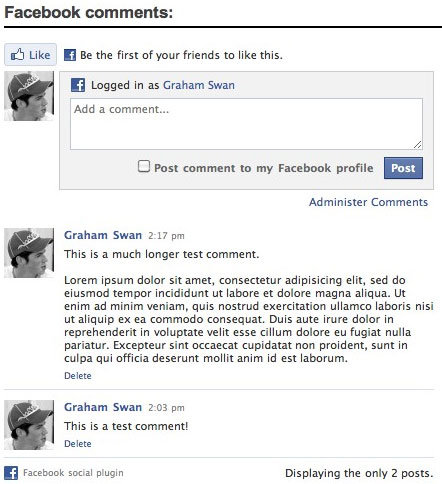 Facebook comments:
Like
Be the first of your friends to like this.
Logged in as Graham Swan
Add a comment...
Post comment to my Facebook profile
Post
Administer Comments
Graham Swan 2:17 pm
This is a much longer test comment.
Lorem ipsum dolor sit amet, consectetur adipisicing elit, sed do
eiusmod tempor incididunt ut labore et dolore magna aliqua. Ut
enim ad minim veniam, quis nostrud exercitation ullamco laboris nisi
ut aliquip ex ea commodo consequat. Duis aute irure dolor in
reprehenderit in voluptate velit esse cillum dolore eu fugiat nulla
pariatur. Excepteur sint occaecat cupidatat non proident, sunt in
culpa qui officia deserunt mollit anim id est laborum.
Delete
Graham Swan 2:03 pm
This is a test comment!
Delete
Facebook social plugin
Displaying the only 2 posts.